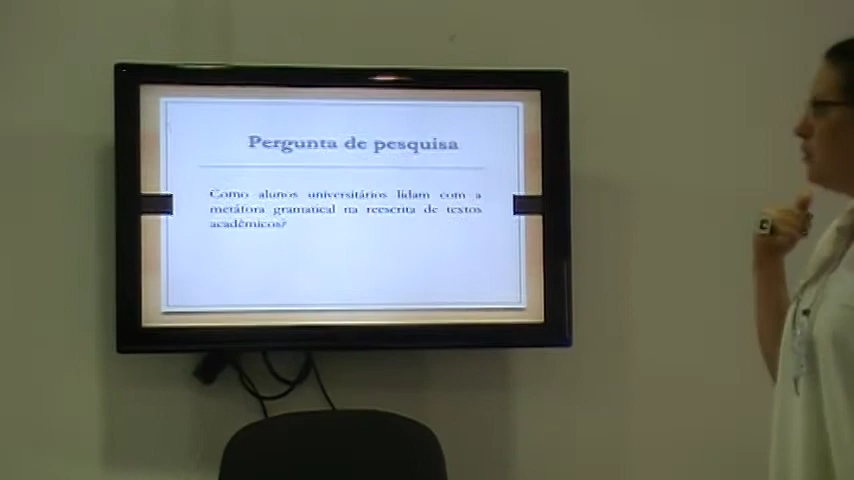 Pergunta de pesquisa
Como alunos universitários lidam com a
metáfora gramatical na reescrita de textos
acadêmicos?